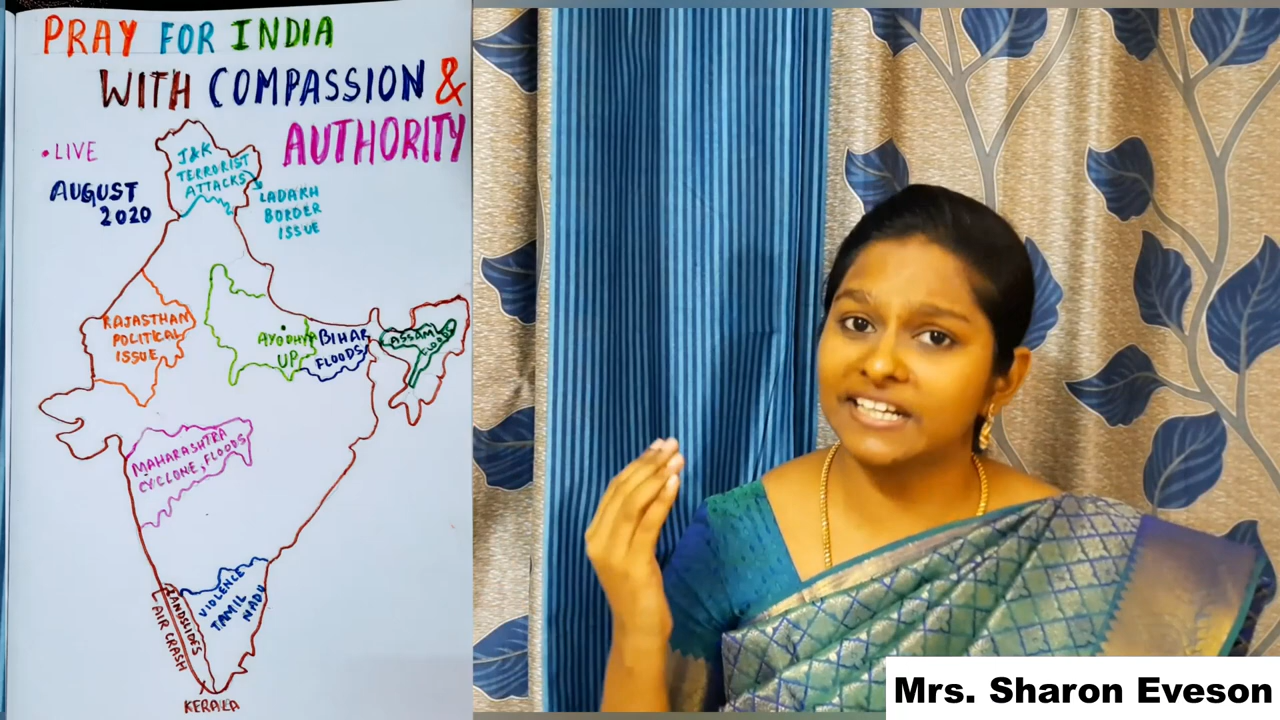 PRAY FOR INDIA
WITH COMPASSION &
AUTHORITY
• LIVE
AUGUST
2020
J&K
TERRORIST
ATTACKS
LADAKH
BORDER
ISSUE
RAJASTHAN
POLITICAL
ISSUE
AYODHYA
UP
BIHAR
FLOODS
ASSAM
FLOODS
MAHARASHTRA
CYCLONE, FLOODS
VIOLENCE
TAMIL
NADU
LANDSLIDES
AIR CRASH
KERALA
Mrs. Sharon Eveson